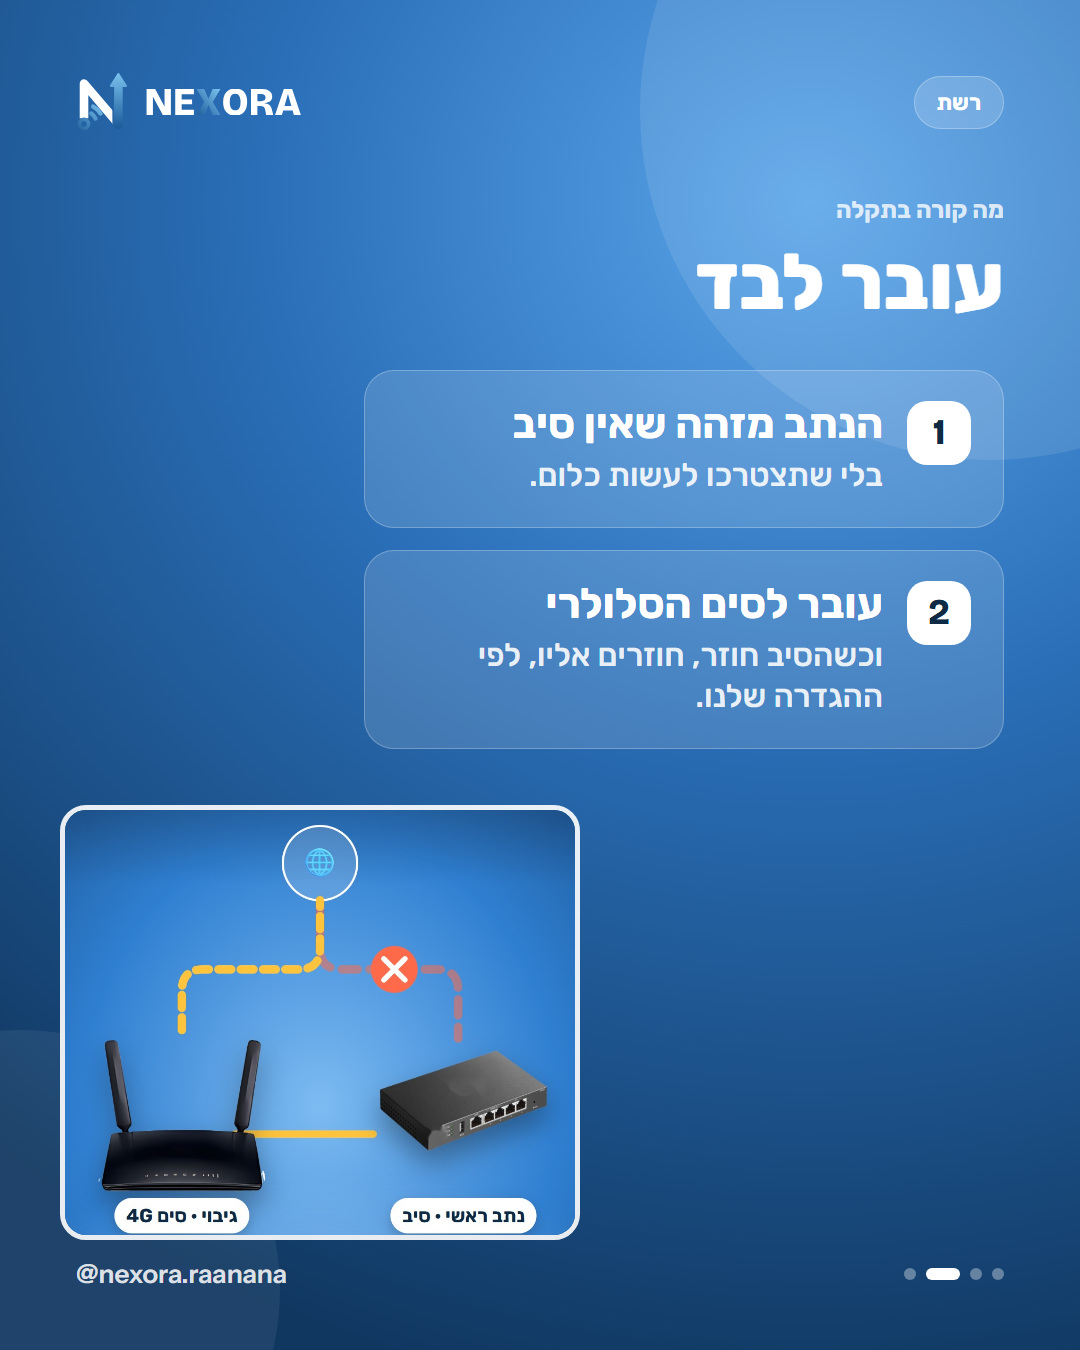 NEXORA
רשת
מה קורה בתקלה
עובר לבד
1
הנתב מזהה שאין סיב
בלי שתצטרכו לעשות כלום.
2
עובר לסים הסלולרי
וכשהסיב חוזר, חוזרים אליו, לפי
ההגדרה שלנו.
נתב ראשי • סיב
גיבוי • סים 4G
@nexora.raanana